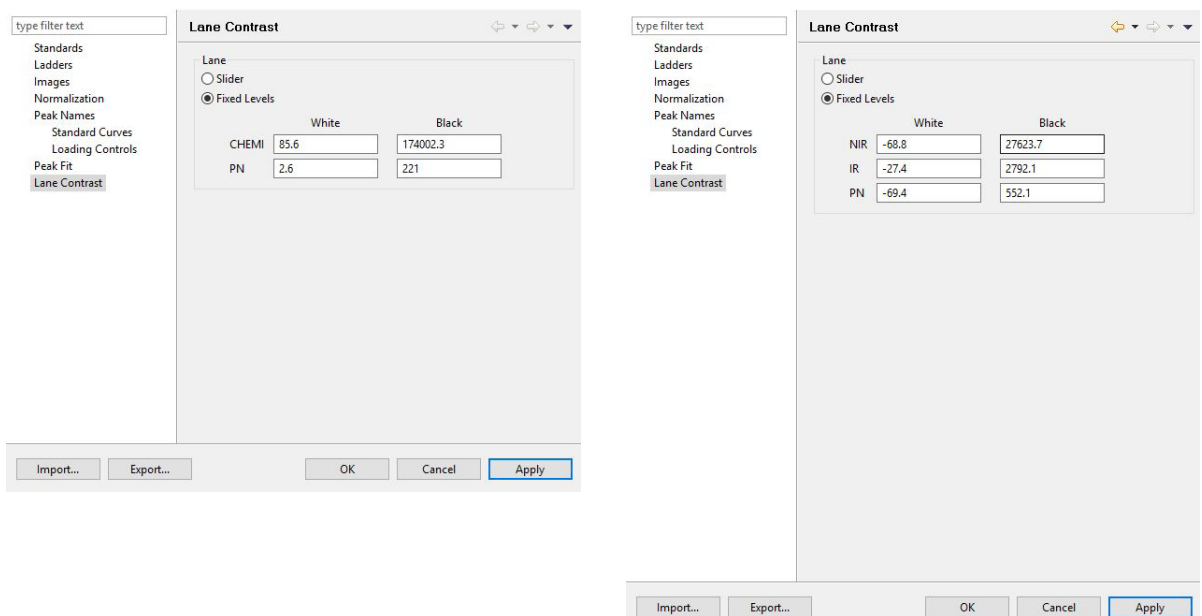 type filter text
Standards
Ladders
Images
Normalization
Peak Names
Standard Curves
Loading Controls
Peak Fit
Lane Contrast
Lane Contrast
Lane
Slider
Fixed Levels
White Black
CHEMI 85.6 174002.3
PN 2.6 221
Import... Export... OK Cancel Apply
type filter text
Standards
Ladders
Images
Normalization
Peak Names
Standard Curves
Loading Controls
Peak Fit
Lane Contrast
Lane Contrast
Lane
Slider
Fixed Levels
White Black
NIR -68.8 27623.7
IR -27.4 2792.1
PN -69.4 552.1
Import... Export... OK Cancel Apply